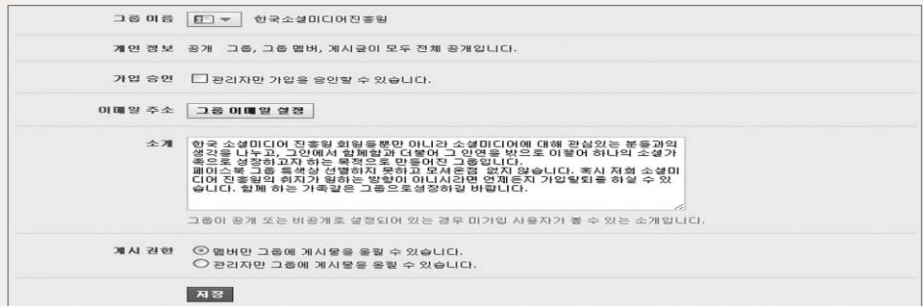 그룹 이름 한국소셜미디어진흥원
개인 정보 공개 그룹, 그룹 멤버, 게시글이 모두 전체 공개입니다.
가입 승인 관리자만 가입을 승인할 수 있습니다.
이메일 주소 그룹 이메일 설정
소개 한국 소셜미디어 진흥원 회원들뿐만 아니라 소셜미디어에 대해 관심있는 분들과의
생각을 나누고, 그안에서 함께함과 더불어 그 인연을 밖으로 이끌어 하나의 소셜가
족으로 성장하고자 하는 목적으로 만들어진 그룹입니다.
페이스북 그룹 특색상 선별하지 못하고 모셔온점 없지 않습니다. 혹시 저희 소셜미
디어 진흥원의 취지가 원하는 방향이 아니시라면 언제든지 가입탈퇴를 하실 수 있
습니다. 함께 하는 가족같은 그룹으로성장하길 바랍니다.
그룹이 공개 또는 비공개로 설정되어 있는 경우 미가입 사용자가 볼 수 있는 소개입니다.
게시 권한 멤버만 그룹에 게시물을 올릴 수 있습니다.
관리자만 그룹에 게시물을 올릴 수 있습니다.
저장